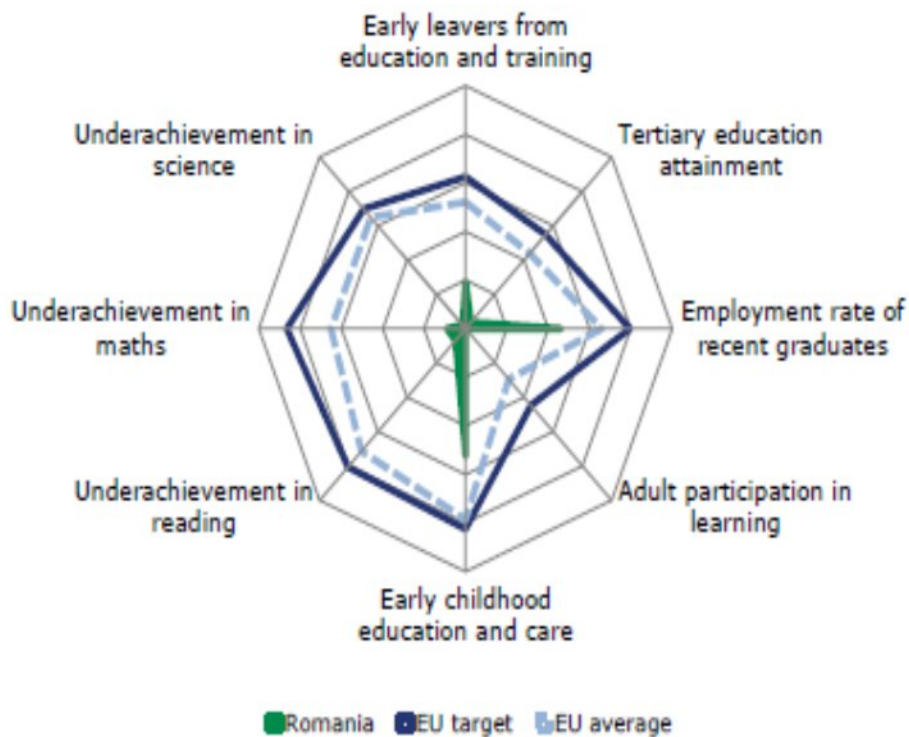 Early leavers from
education and training
Underachievement in
science
Tertiary education
attainment
Underachievement in
maths
Employment rate of
recent graduates
Underachievement in
reading
Adult participation in
learning
Early childhood
education and care
Romania EU target EU average